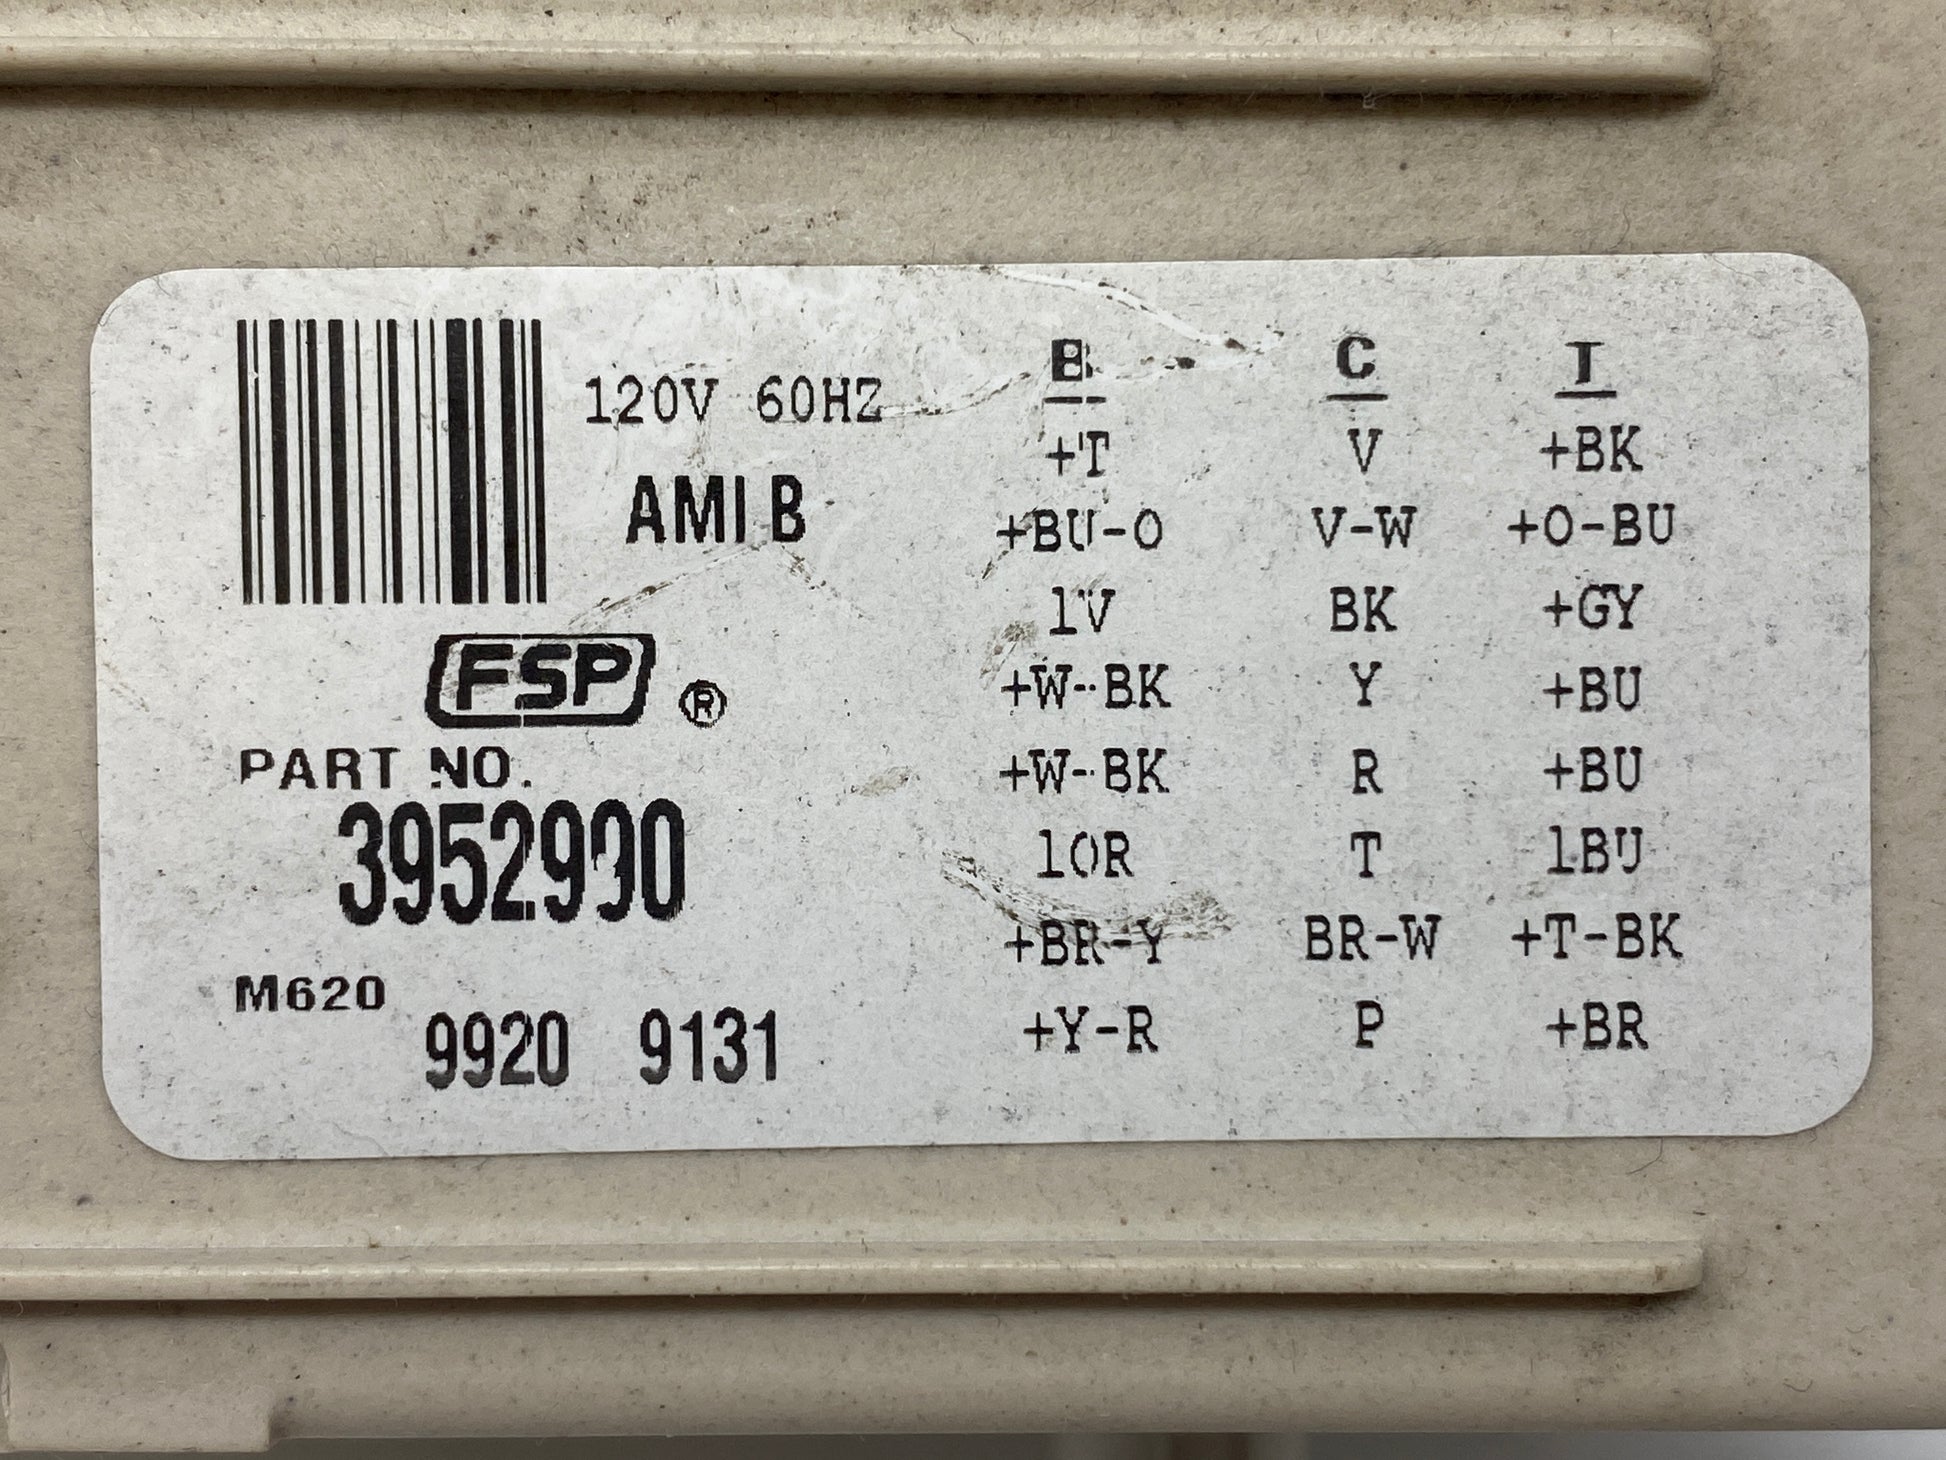 120V 60HZ
AMI B
FSP ®
PART NO.
3952990
M620
9920 9131
B C T
+T V +BK
+BU-O V-W +O-BU
1V BK +GY
+W-BK Y +BU
+W-BK R +BU
1OR T 1BU
+BR-Y BR-W +T-BK
+Y-R P +BR